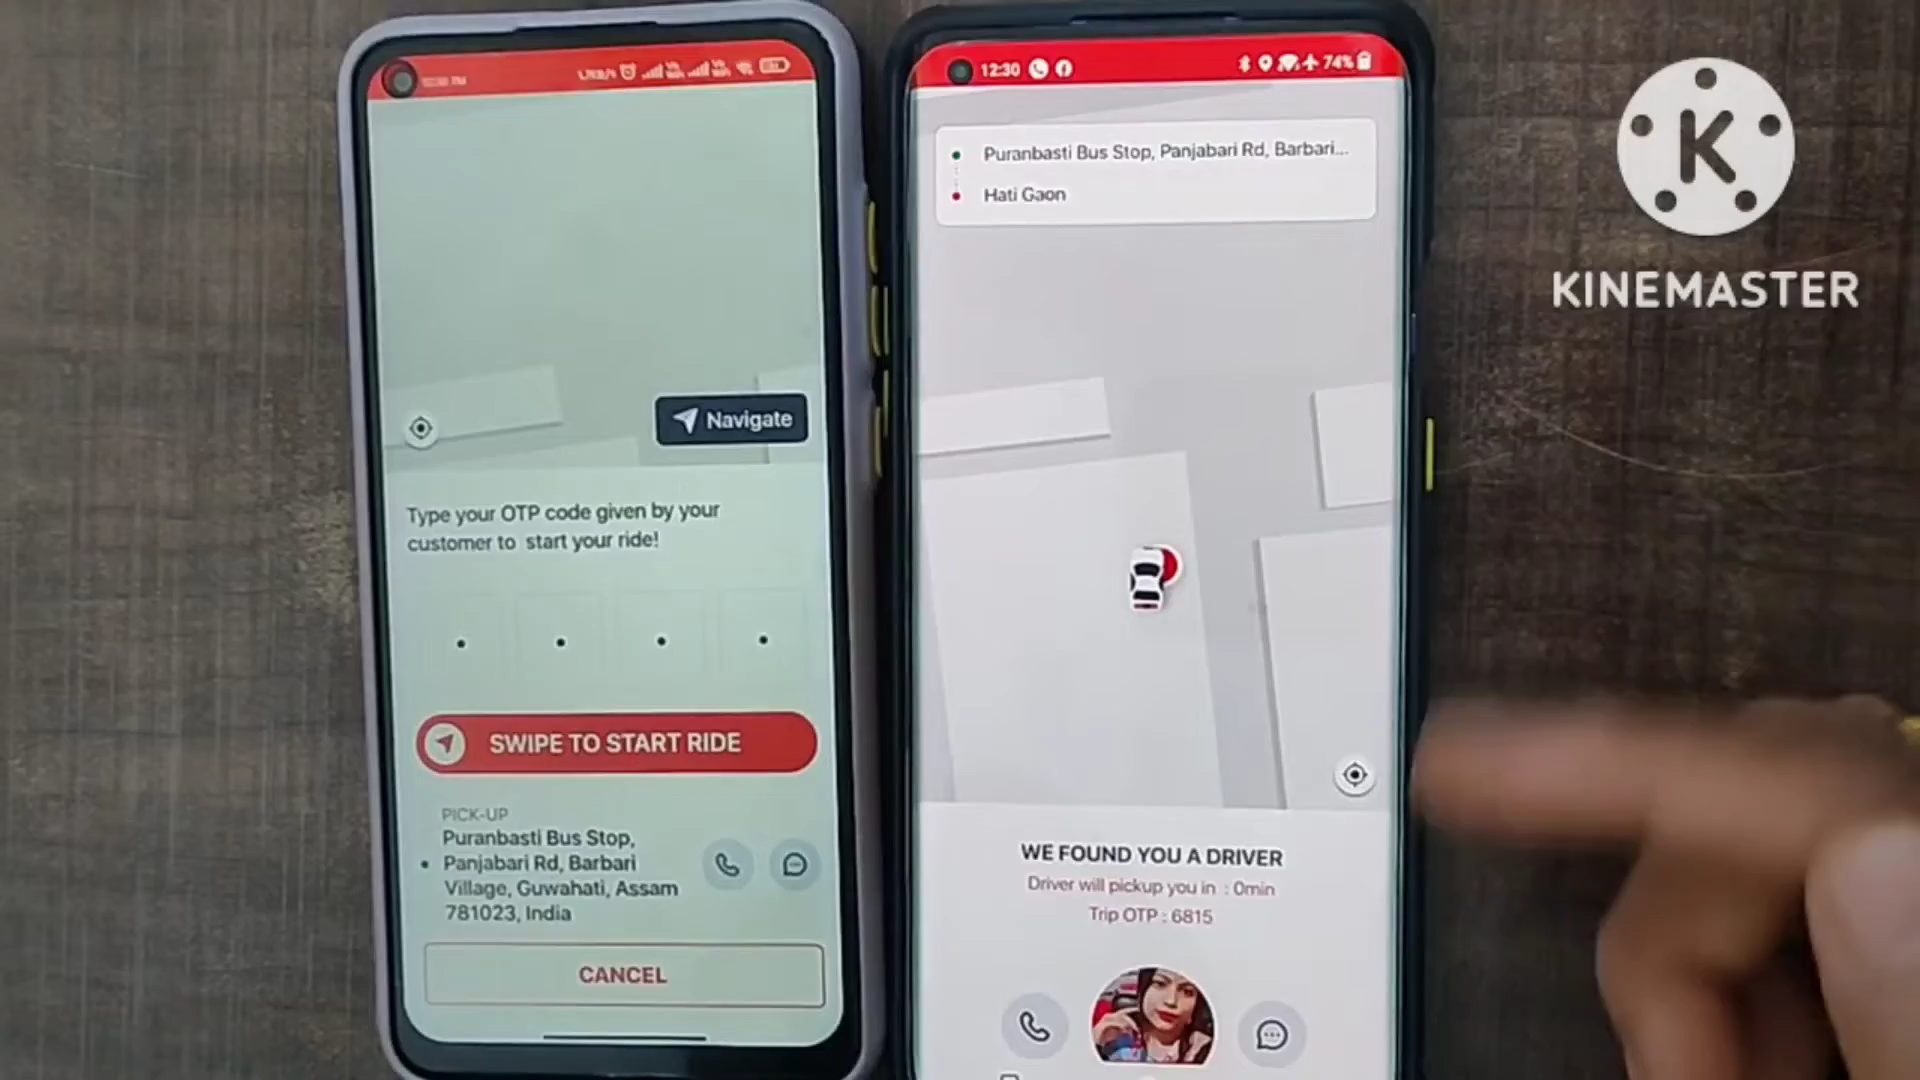 12:30
74%
Puranbasti Bus Stop, Panjabari Rd, Barbari...
Hati Gaon
K
KINEMASTER
Navigate
Type your OTP code given by your
customer to start your ride!
SWIPE TO START RIDE
PICK-UP
Puranbasti Bus Stop,
Panjabari Rd, Barbari
Village, Guwahati, Assam
781023, India
CANCEL
WE FOUND YOU A DRIVER
Driver will pickup you in : 0min
Trip OTP : 6815